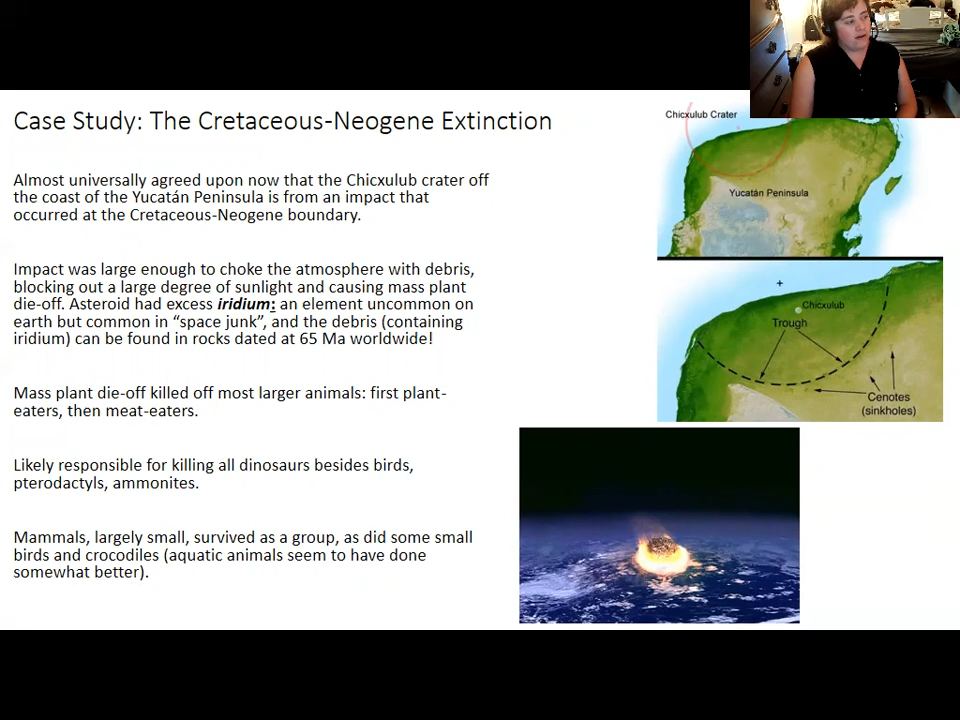 Case Study: The Cretaceous-Neogene Extinction
Almost universally agreed upon now that the Chicxulub crater off
the coast of the Yucatán Peninsula is from an impact that
occurred at the Cretaceous-Neogene boundary.
Impact was large enough to choke the atmosphere with debris,
blocking out a large degree of sunlight and causing mass plant
die-off. Asteroid had excess iridium: an element uncommon on
earth but common in “space junk”, and the debris (containing
iridium) can be found in rocks dated at 65 Ma worldwide!
Mass plant die-off killed off most larger animals: first plant-
eaters, then meat-eaters.
Likely responsible for killing all dinosaurs besides birds,
pterodactyls, ammonites.
Mammals, largely small, survived as a group, as did some small
birds and crocodiles (aquatic animals seem to have done
somewhat better).
Chicxulub Crater
Yucatán Peninsula
Chicxulub
Trough
Cenotes
(sinkholes)